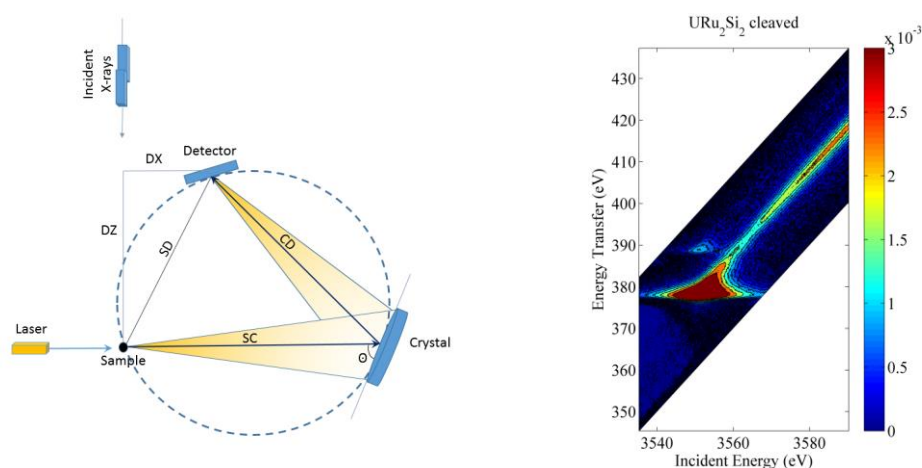 Incident
X-rays
Detector
DX
DZ
SD
CD
Laser
SC
Θ
Crystal
Sample
URu₂Si₂ cleaved
x 10⁻³
430
420
410
400
390
380
370
360
350
Energy Transfer (eV)
3540
3560
3580
Incident Energy (eV)
3
2.5
2
1.5
1
0.5
0